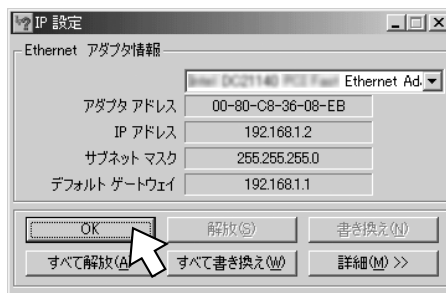 IP 設定
Ethernet アダプタ情報
Ethernet Ad.
アダプタ アドレス 00-80-C8-36-08-EB
IP アドレス 192.168.1.2
サブネット マスク 255.255.255.0
デフォルト ゲートウェイ 192.168.1.1
OK 解放(S) 書き換え(N)
すべて解放(A すべて書き換え(W) 詳細(M) >>